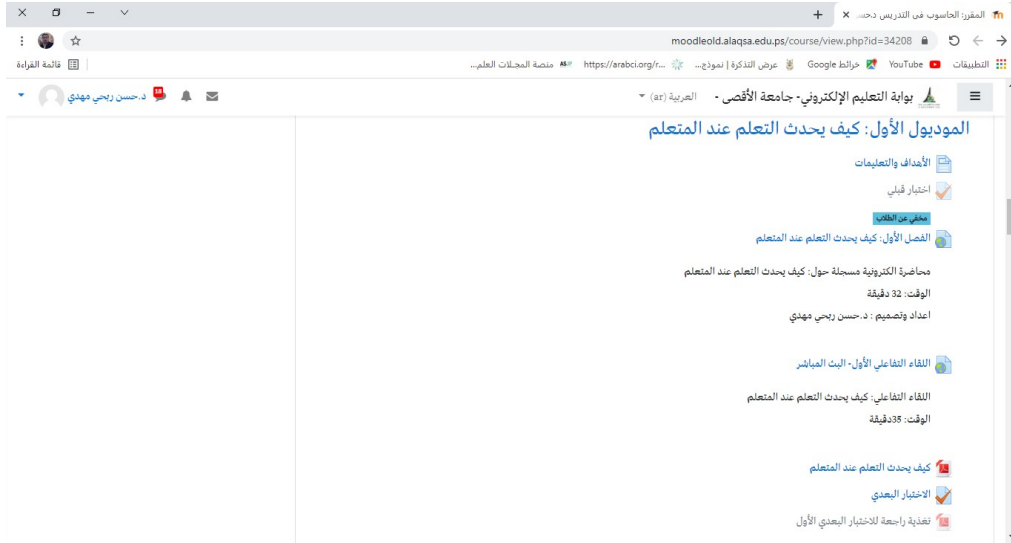 المقرر: الحاسوب في التدريس د.حسـ
moodleold.alaqsa.edu.ps/course/view.php?id=34208
التطبيقات
YouTube
خرائط Google
عرض التذكرة | نموذج...
https://arabci.org/r...
منصة المجـلات العلم...
قائمة القراءة
بوابة التعليم الإلكتروني- جامعة الأقصى -
العربية (ar)
18
د.حسن ربحي مهدي
الموديول الأول: كيف يحدث التعلم عند المتعلم
الأهداف والتعليمات
اختبار قبلي
مخفي عن الطلاب
الفصل الأول: كيف يحدث التعلم عند المتعلم
محاضرة الكترونية مسجلة حول: كيف يحدث التعلم عند المتعلم
الوقت: 32 دقيقة
اعداد وتصميم : د.حسن ربحي مهدي
اللقاء التفاعلي الأول- البث المباشر
اللقاء التفاعلي: كيف يحدث التعلم عند المتعلم
الوقت: 35دقيقة
كيف يحدث التعلم عند المتعلم
الاختبار البعدي
تغذية راجعة للاختبار البعدي الأول